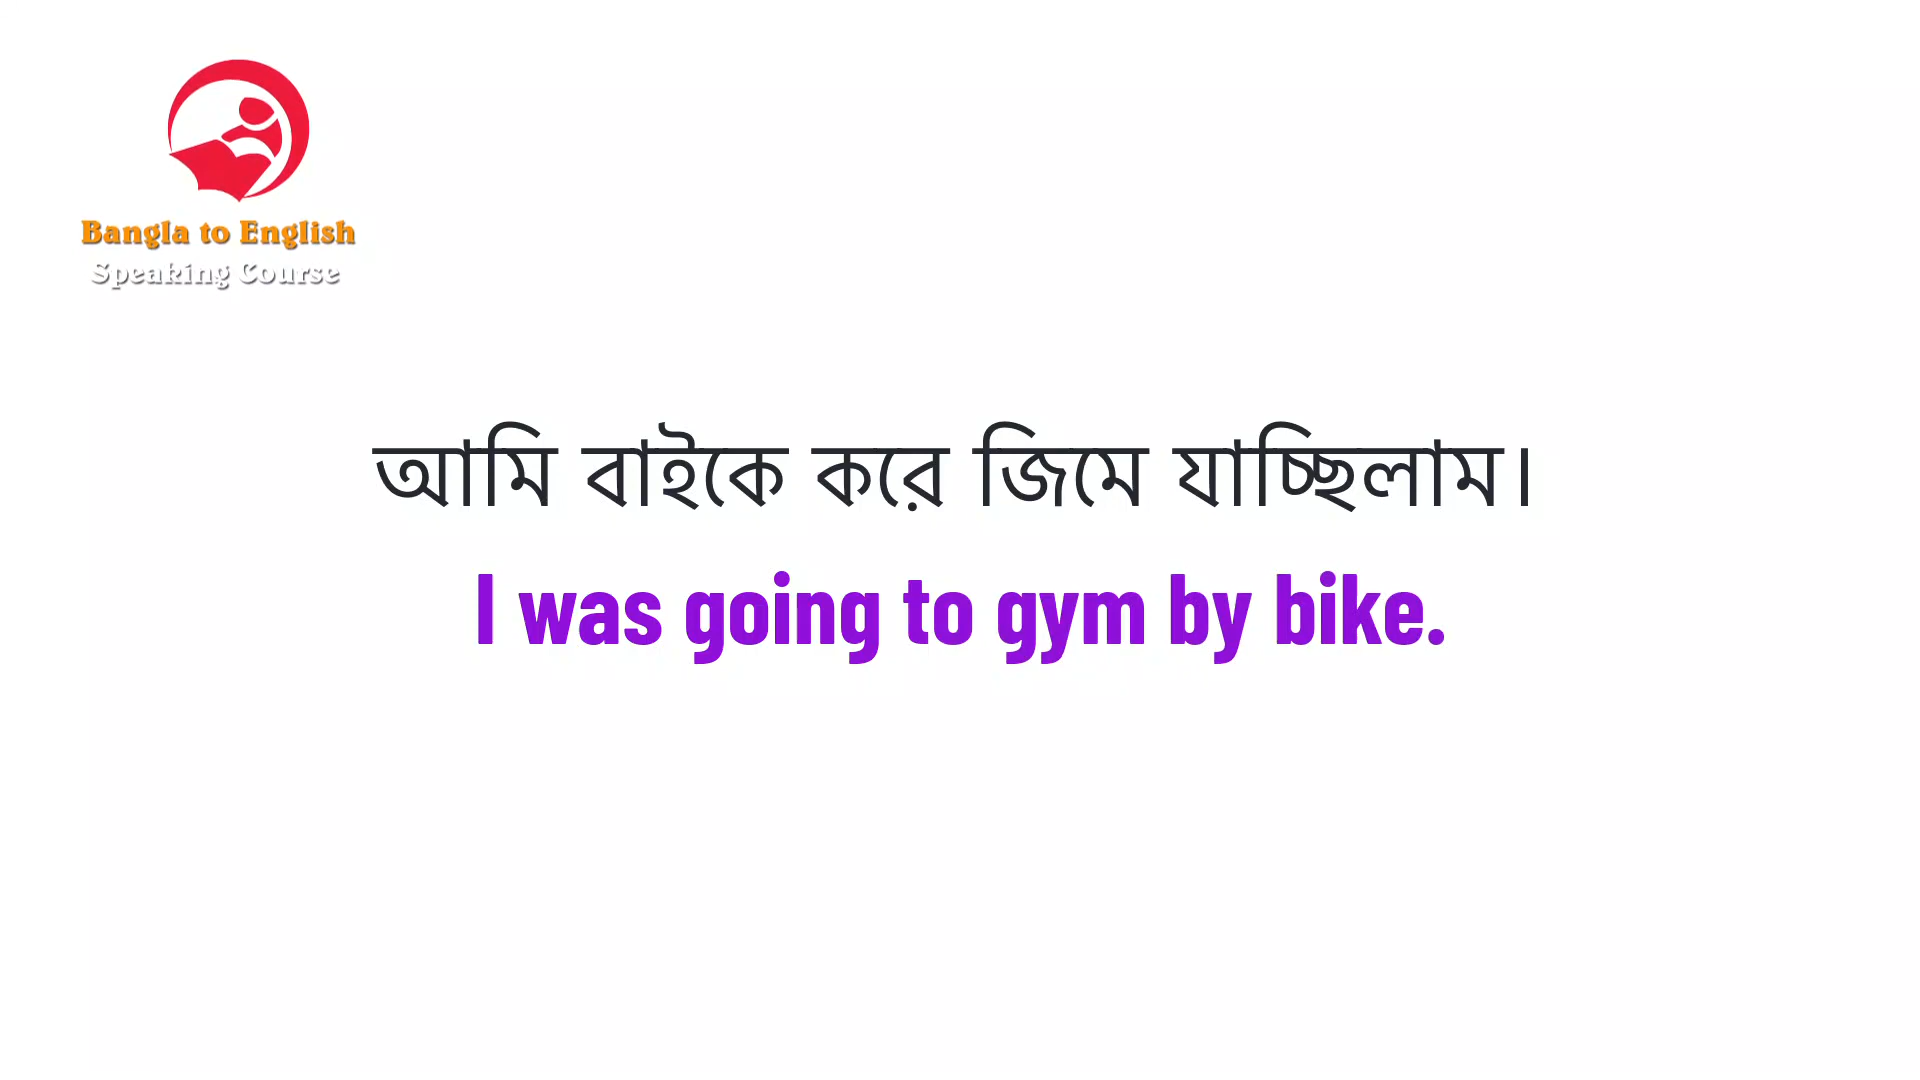 Bangla to English
Speaking Course
আমি বাইকে করে জিমে যাচ্ছিলাম।
I was going to gym by bike.